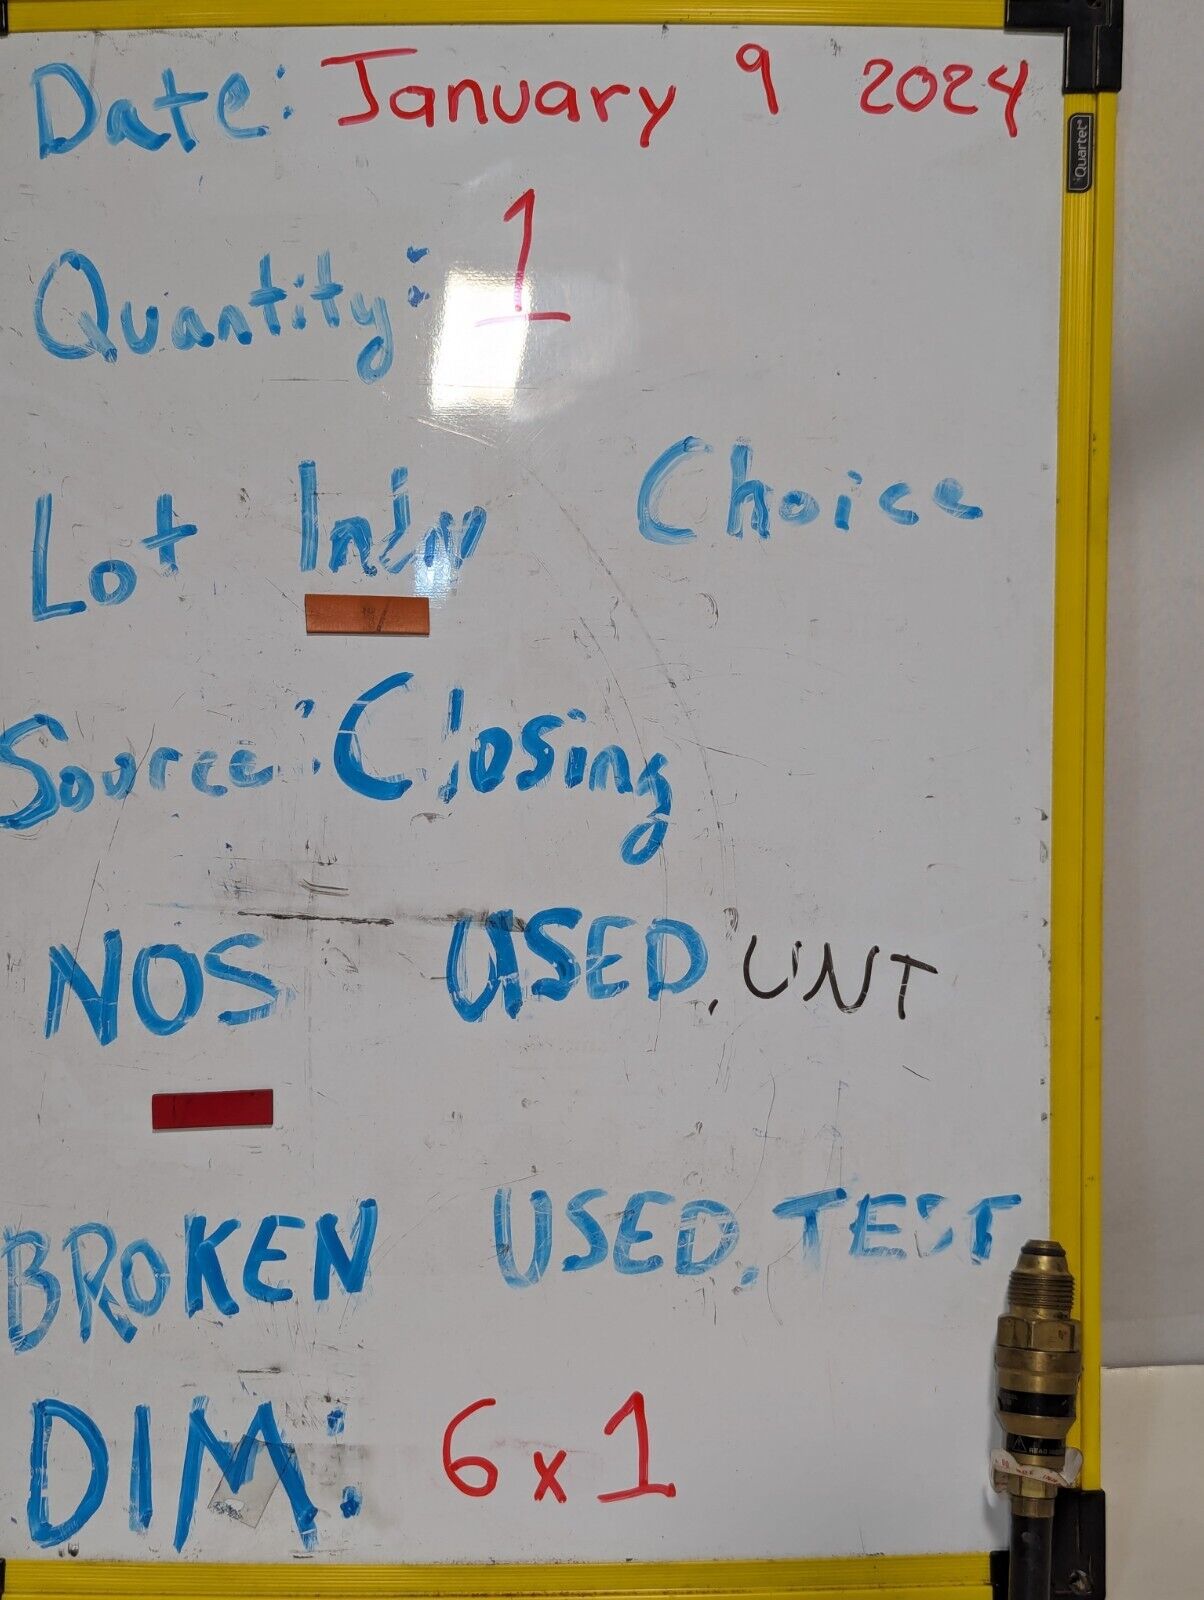 Date: January 9 2024
Quartet
Quantity: 1
Lot Indv Choice
Source: Closing
NOS USED, UNT
BROKEN USED, TEST
DIM: 6x1